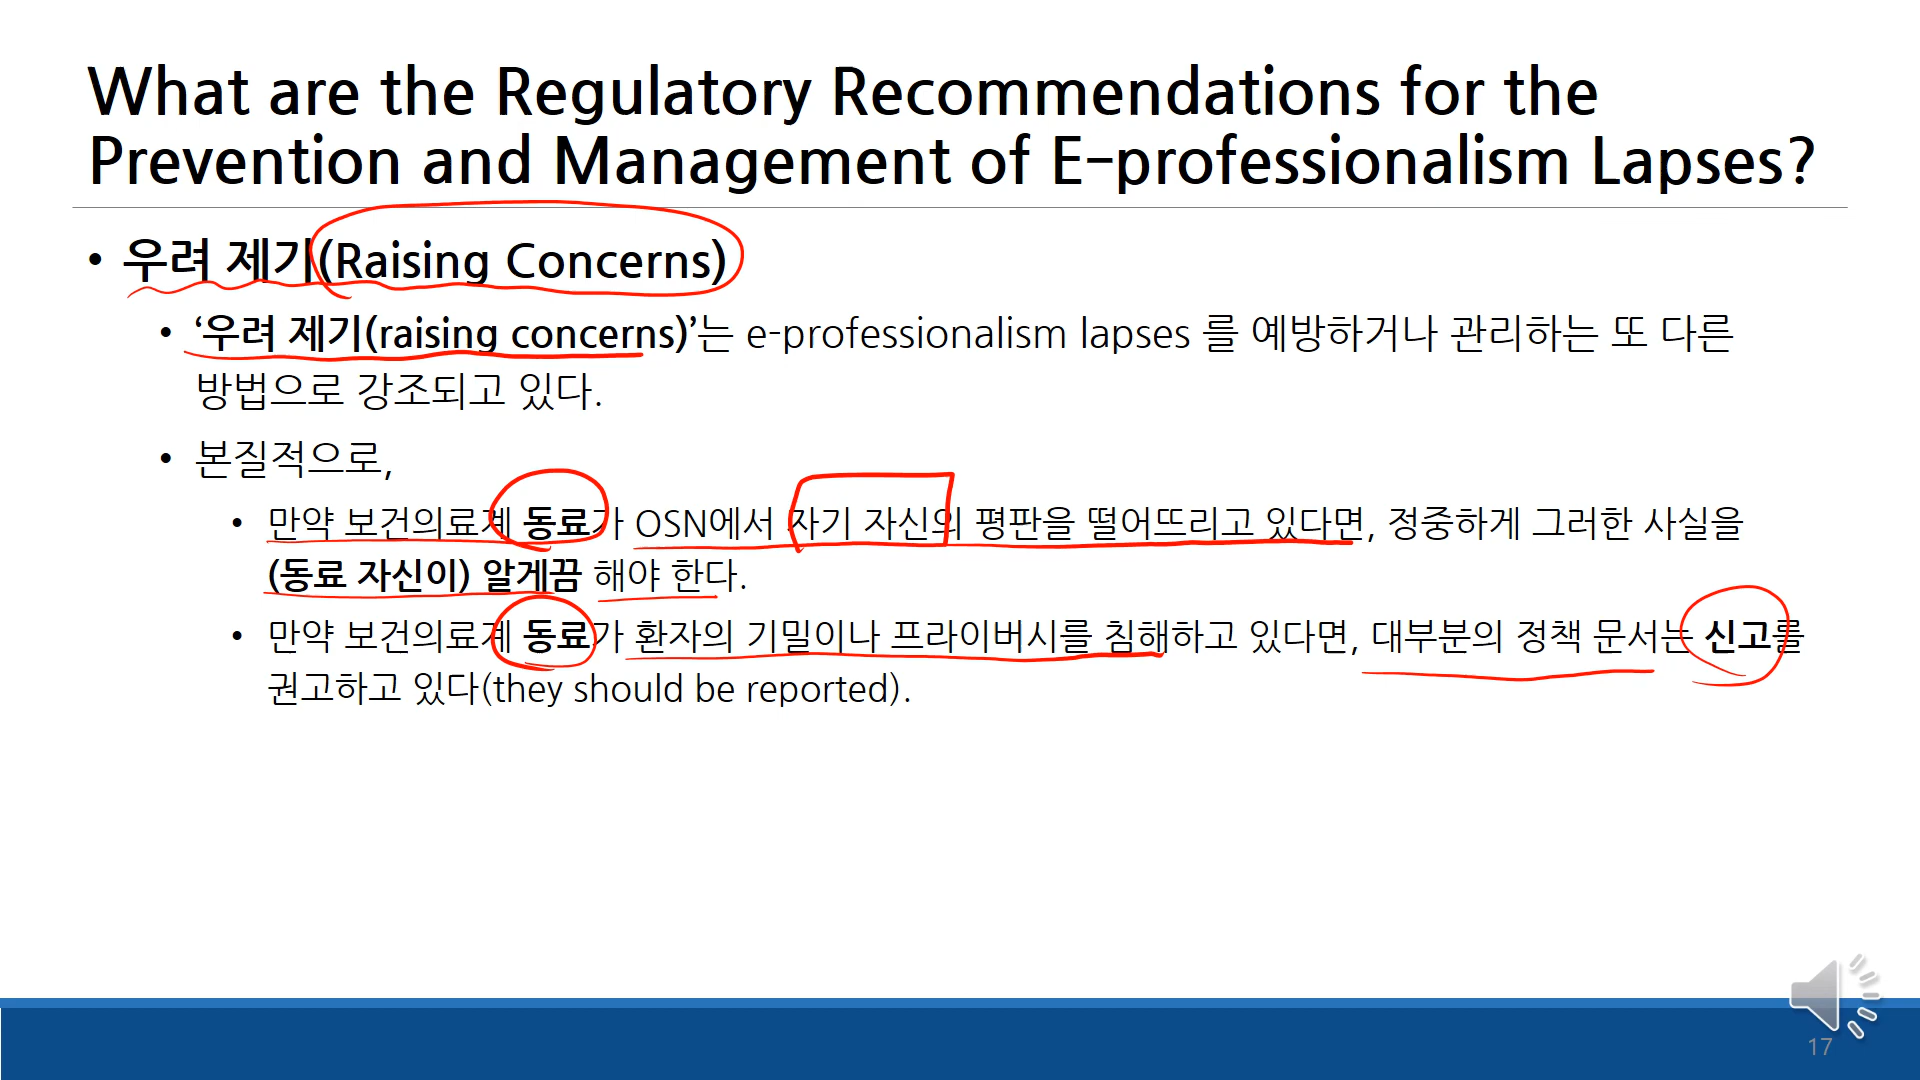 What are the Regulatory Recommendations for the
Prevention and Management of E-professionalism Lapses?
• 우려 제기(Raising Concerns)
• ‘우려 제기(raising concerns)’는 e-professionalism lapses 를 예방하거나 관리하는 또 다른
방법으로 강조되고 있다.
• 본질적으로,
• 만약 보건의료계 동료가 OSN에서 자기 자신의 평판을 떨어뜨리고 있다면, 정중하게 그러한 사실을
(동료 자신이) 알게끔 해야 한다.
• 만약 보건의료계 동료가 환자의 기밀이나 프라이버시를 침해하고 있다면, 대부분의 정책 문서는 신고를
권고하고 있다(they should be reported).
17